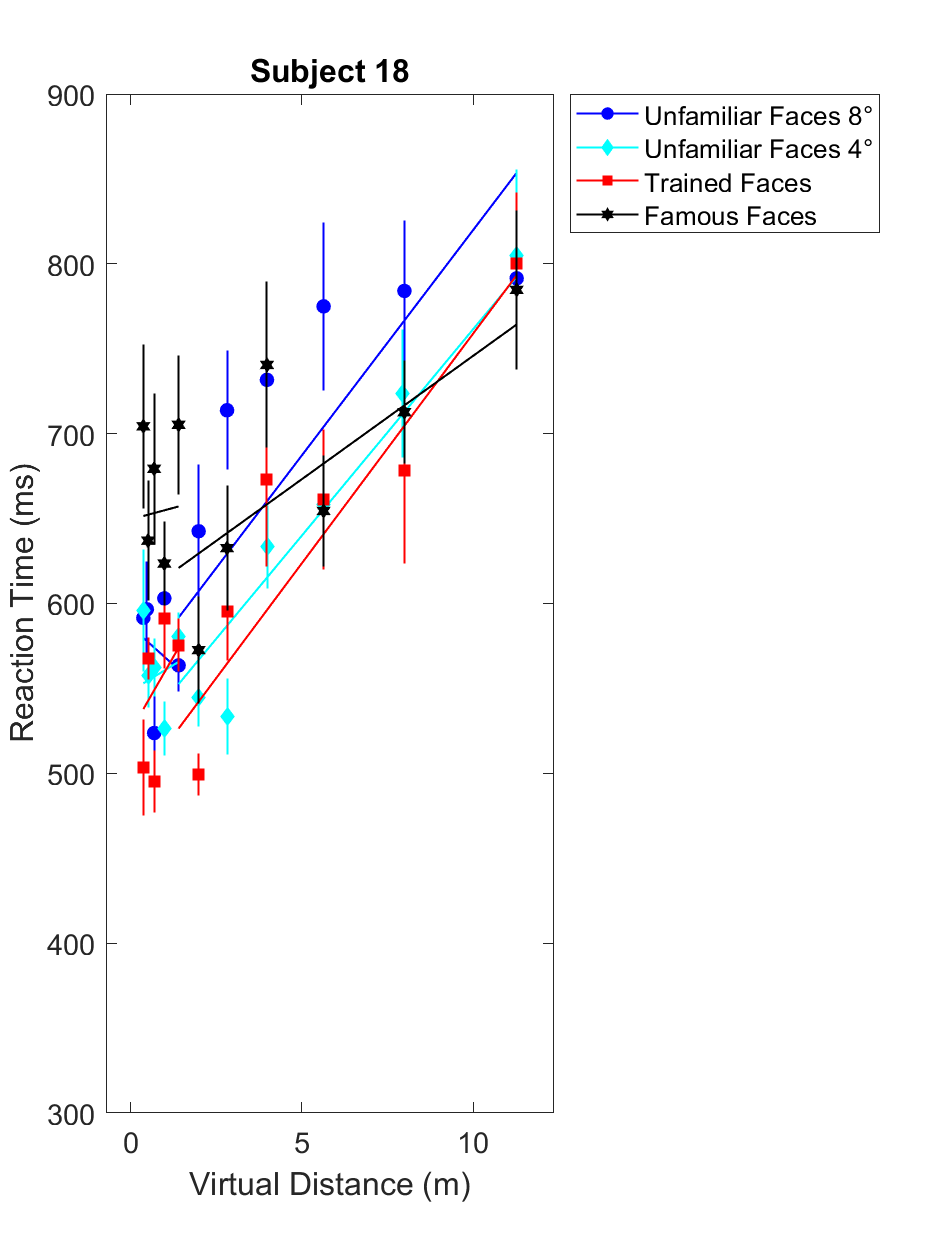 Subject 18
900
800
700
600
500
400
300
0 5 10
Reaction Time (ms)
Virtual Distance (m)
Unfamiliar Faces 8°
Unfamiliar Faces 4°
Trained Faces
Famous Faces